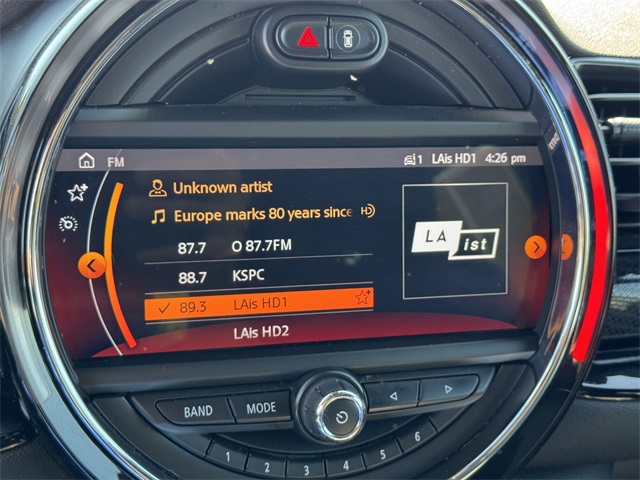 FM
1 LAis HD1 4:26 pm
Unknown artist
Europe marks 80 years since HD
LA ist
87.7 O 87.7FM
88.7 KSPC
89.3 LAis HD1
LAis HD2
BAND MODE
1 2 3 4 5 6